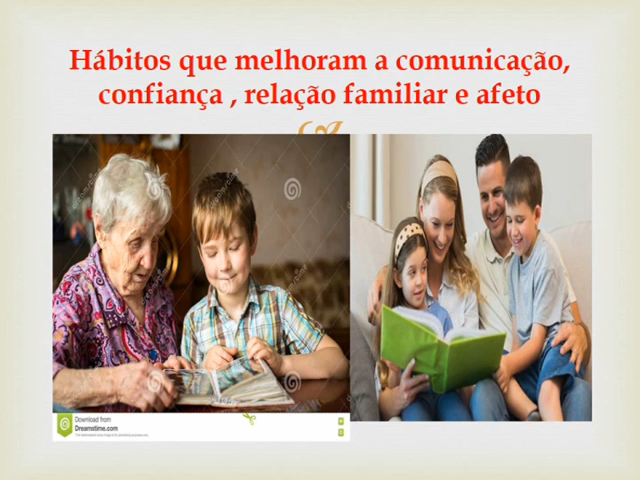 Hábitos que melhoram a comunicação,
confiança , relação familiar e afeto
Download from
Dreamstime.com